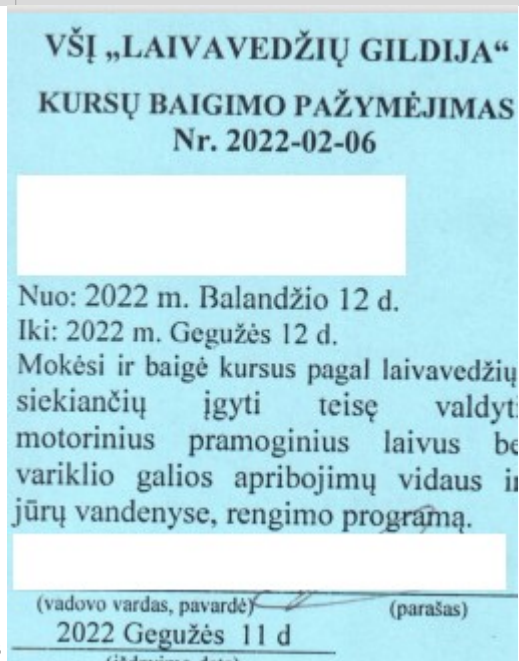 VŠĮ „LAIVAVEDŽIŲ GILDIJA“
KURSŲ BAIGIMO PAŽYMĖJIMAS
Nr. 2022-02-06
Nuo: 2022 m. Balandžio 12 d.
Iki: 2022 m. Gegužės 12 d.
Mokėsi ir baigė kursus pagal laivavedžių,
siekiančių įgyti teisę valdyti
motorinius pramoginius laivus be
variklio galios apribojimų vidaus ir
jūrų vandenyse, rengimo programą.
(vadovo vardas, pavardė) (parašas)
2022 Gegužės 11 d